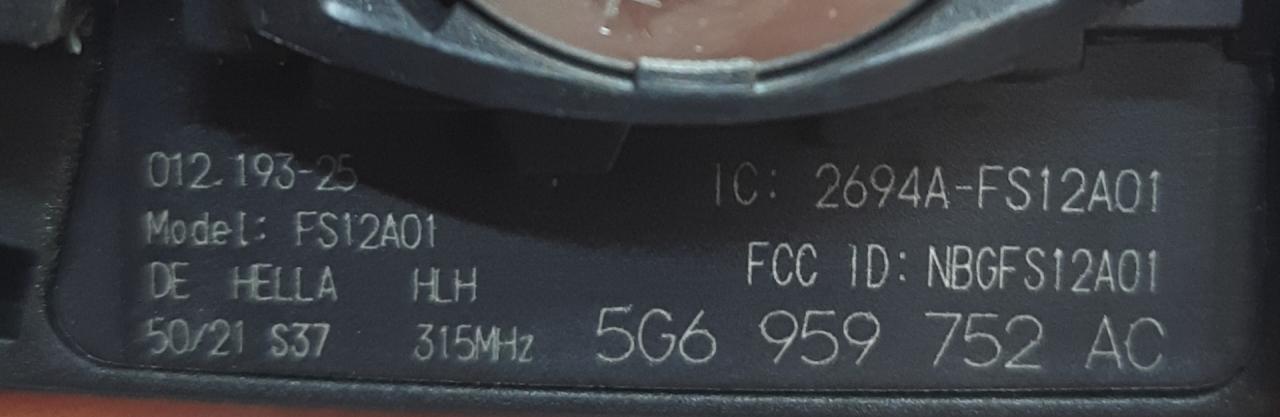 012.193-25
Model: FS12A01
DE HELLA HLH
50/21 S37 315MHz
IC: 2694A-FS12A01
FCC ID: NBGFS12A01
5G6 959 752 AC